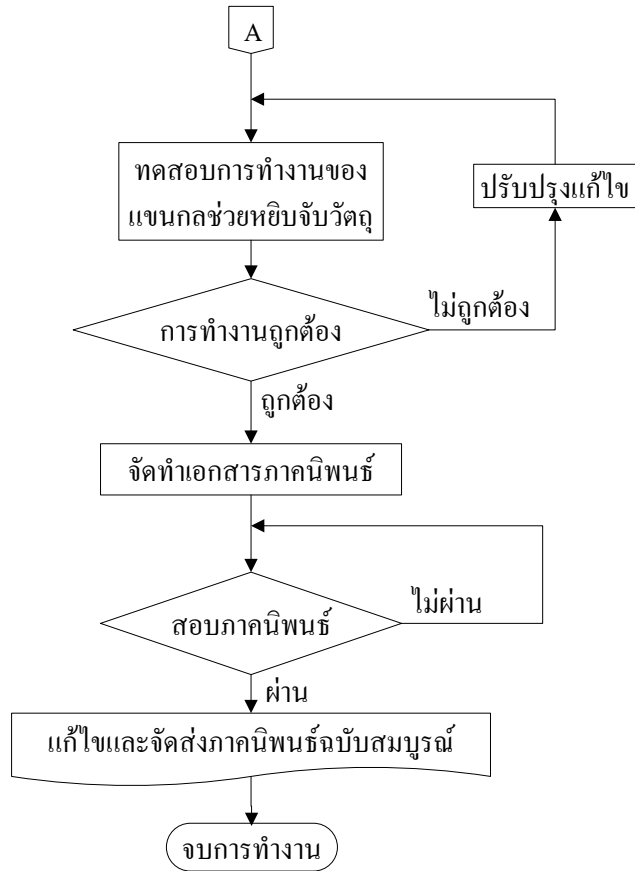 A
ทดสอบการทำงานของ
แขนกลช่วยหยิบจับวัตถุ
ปรับปรุงแก้ไข
การทำงานถูกต้อง
ไม่ถูกต้อง
ถูกต้อง
จัดทำเอกสารภาคนิพนธ์
สอบภาคนิพนธ์
ไม่ผ่าน
ผ่าน
แก้ไขและจัดส่งภาคนิพนธ์ฉบับสมบูรณ์
จบการทำงาน